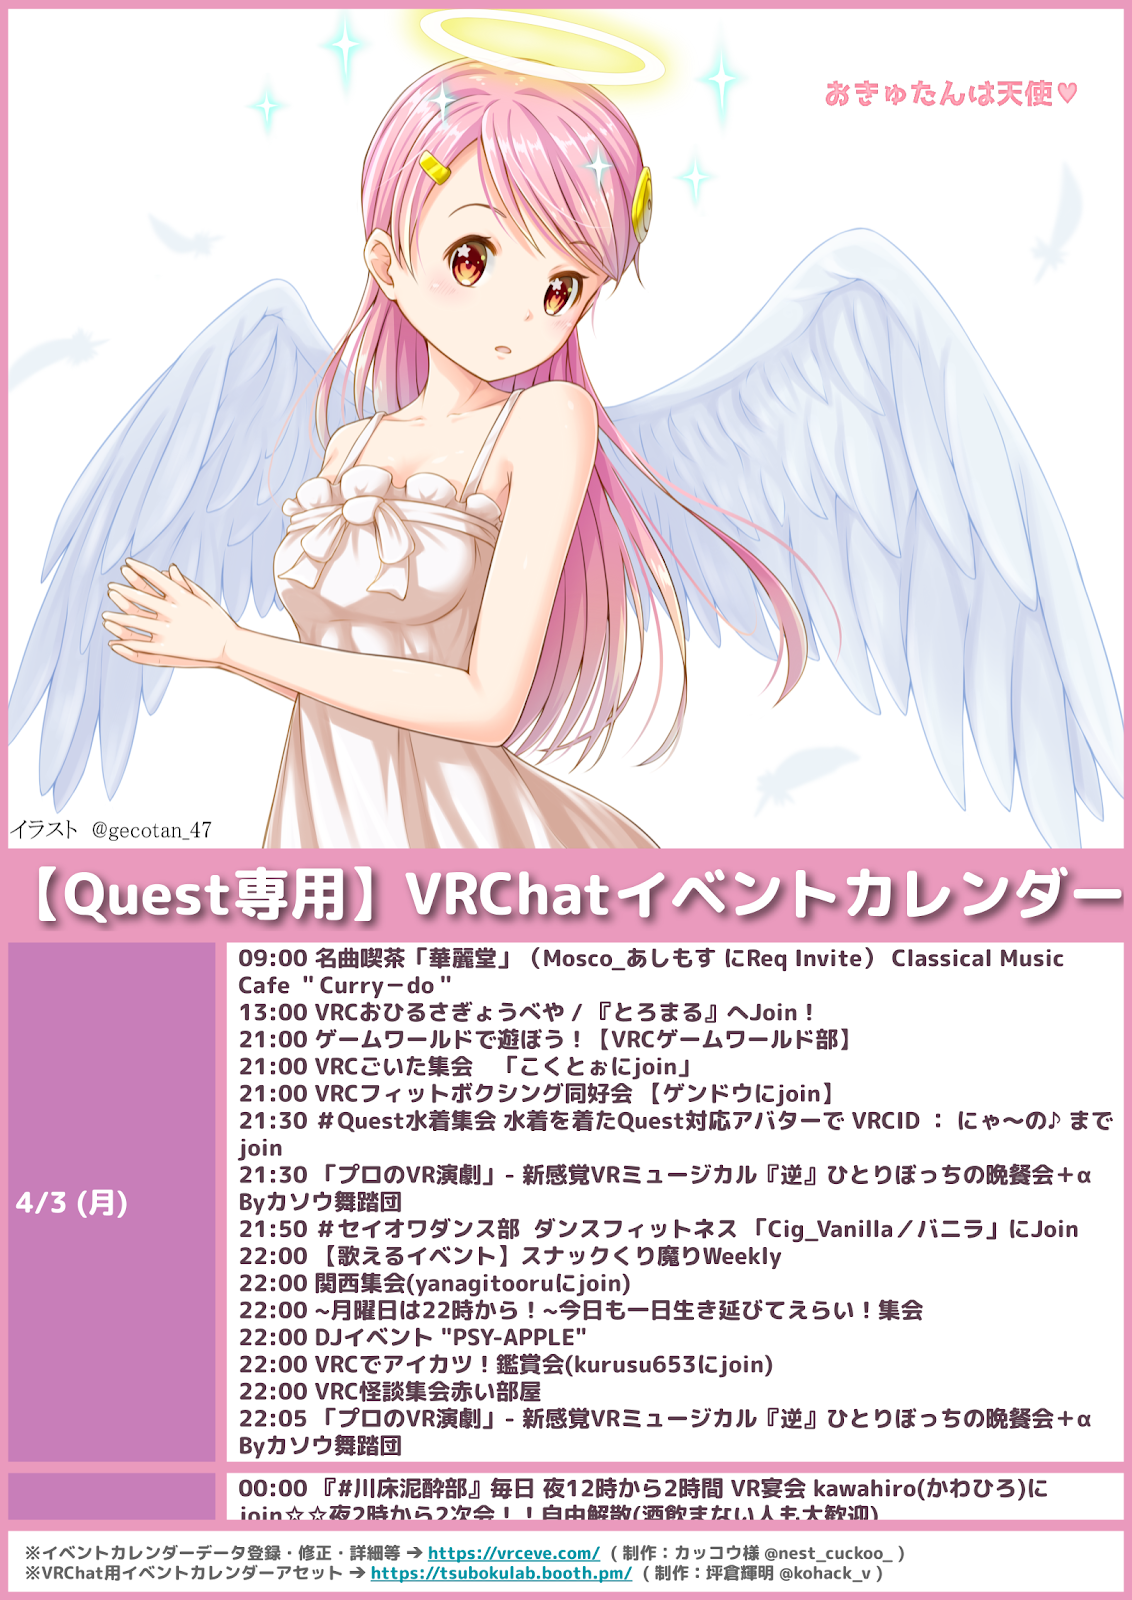 おきゅたんは天使♥
イラスト @gecotan_47
【Quest専用】VRChatイベントカレンダー
4/3 (月)
09:00 名曲喫茶「華麗堂」（Mosco_あしもす にReq Invite） Classical Music
Cafe ＂Curry－do＂
13:00 VRCおひるさぎょうべや / 『とろまる』へJoin！
21:00 ゲームワールドで遊ぼう！【VRCゲームワールド部】
21:00 VRCごいた集会　「こくとぉにjoin」
21:00 VRCフィットボクシング同好会 【ゲンドウにjoin】
21:30 ＃Quest水着集会 水着を着たQuest対応アバターで VRCID ： にゃ～の♪ まで
join
21:30 「プロのVR演劇」- 新感覚VRミュージカル『逆』ひとりぼっちの晩餐会＋α
Byカソウ舞踏団
21:50 ＃セイオワダンス部 ダンスフィットネス 「Cig_Vanilla／バニラ」にJoin
22:00 【歌えるイベント】スナックくり魔りWeekly
22:00 関西集会(yanagitooruにjoin)
22:00 ~月曜日は22時から！~今日も一日生き延びてえらい！集会
22:00 DJイベント "PSY-APPLE"
22:00 VRCでアイカツ！鑑賞会(kurusu653にjoin)
22:00 VRC怪談集会赤い部屋
22:05 「プロのVR演劇」- 新感覚VRミュージカル『逆』ひとりぼっちの晩餐会＋α
Byカソウ舞踏団
00:00 『#川床泥酔部』毎日 夜12時から2時間 VR宴会 kawahiro(かわひろ)に
join☆☆夜2時から2次会！！自由解散(酒飲まない人も大歓迎)
※イベントカレンダーデータ登録・修正・詳細等 ➔ https://vrceve.com/ （ 制作：カッコウ様 @nest_cuckoo_ ）
※VRChat用イベントカレンダーアセット ➔ https://tsubokulab.booth.pm/ （ 制作：坪倉輝明 @kohack_v ）